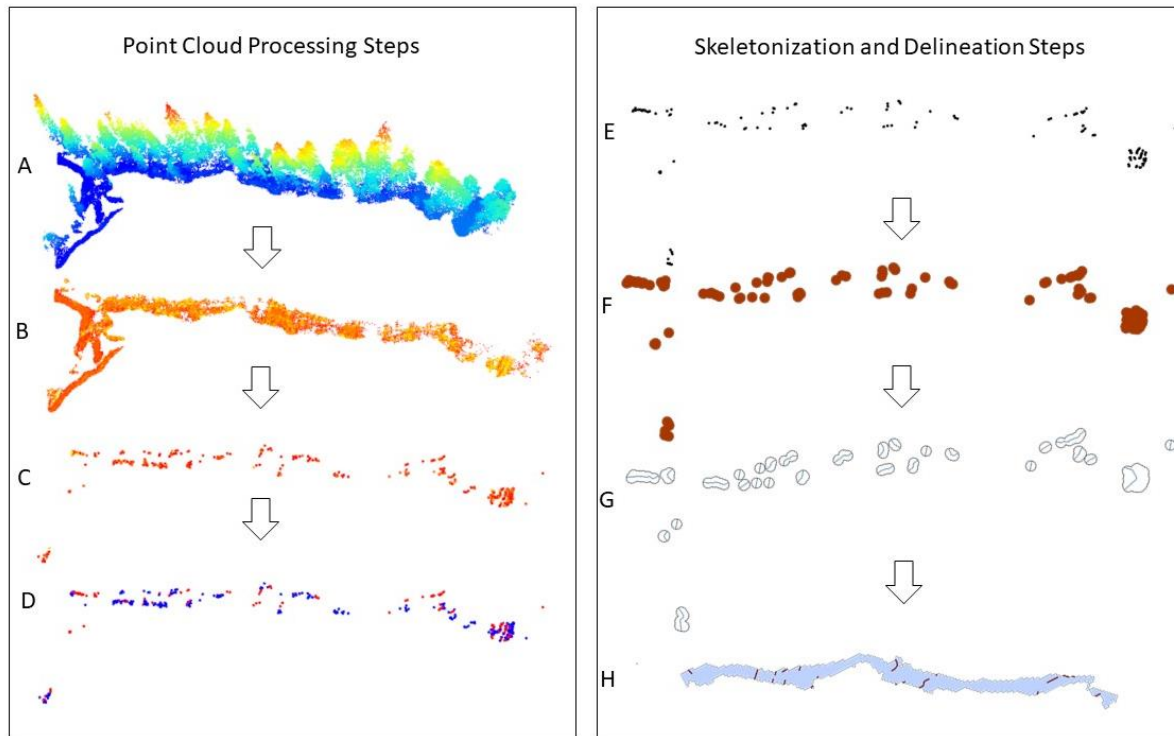 Point Cloud Processing Steps
A
B
C
D
Skeletonization and Delineation Steps
E
F
G
H